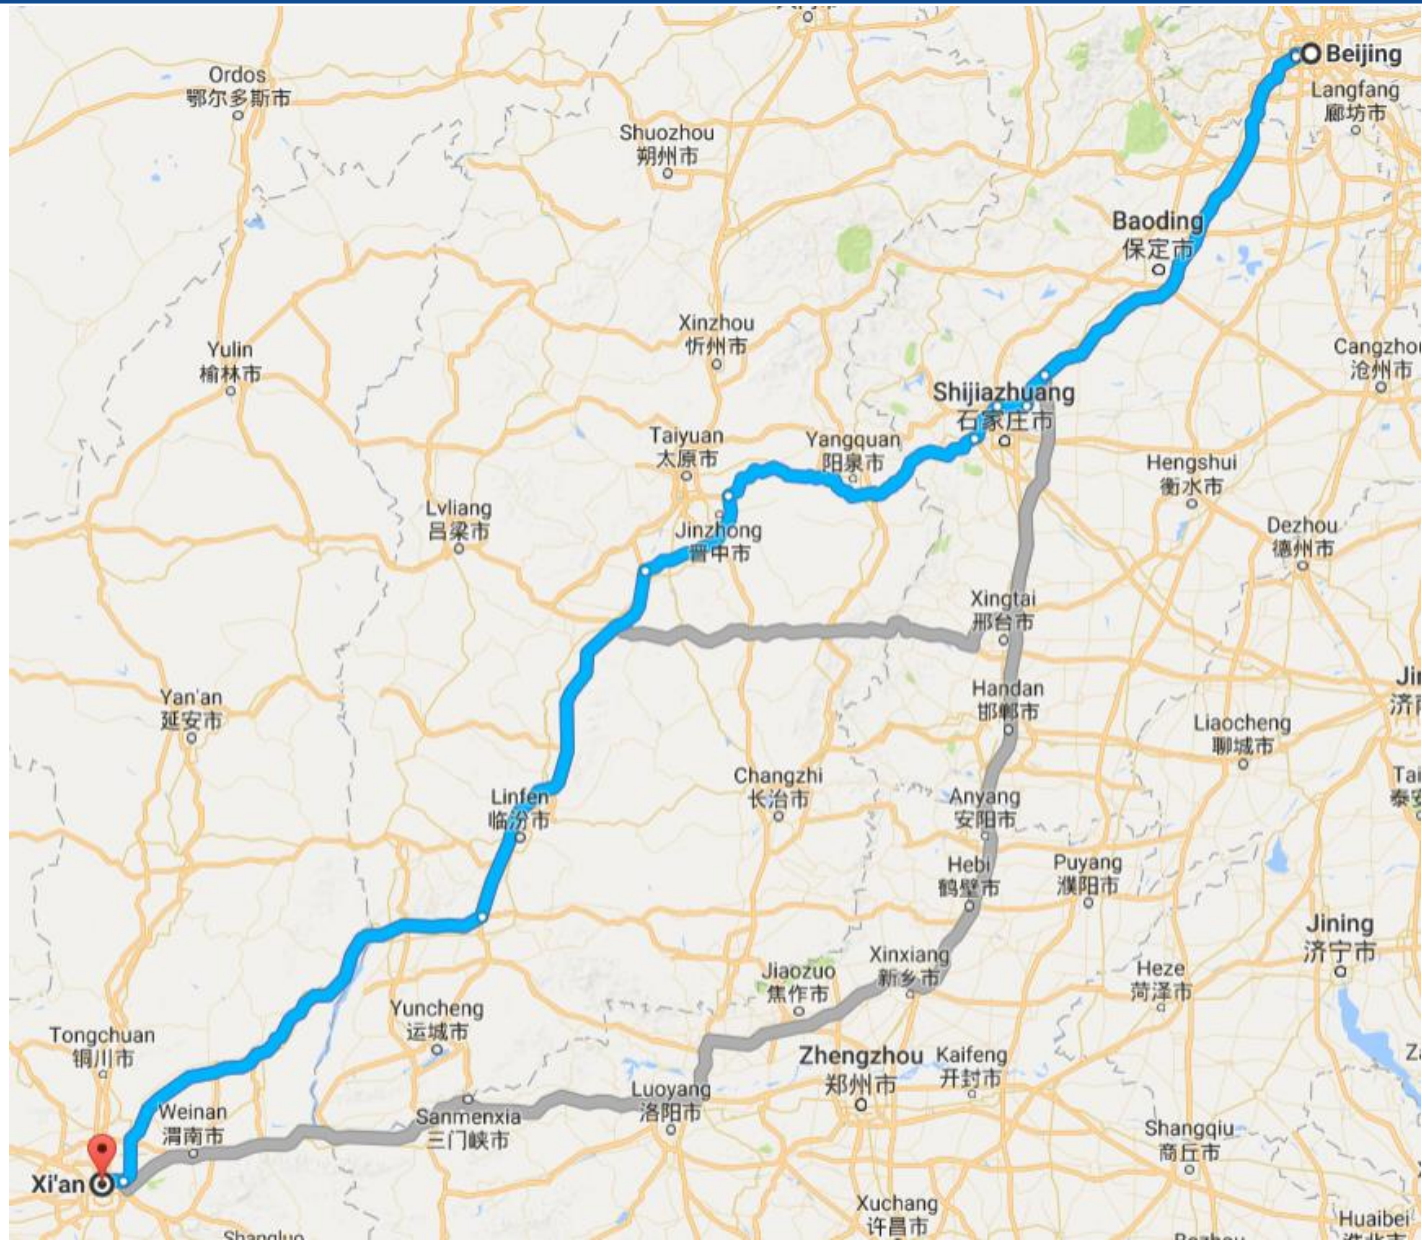 Beijing
Ordos
鄂尔多斯市
Langfang
廊坊市
Shuozhou
朔州市
Baoding
保定市
Xinzhou
忻州市
Yulin
榆林市
沧州市
Shijiazhuang
石家庄市
Taiyuan
太原市
Yangquan
阳泉市
Hengshui
衡水市
Lvliang
吕梁市
Jinzhong
晋中市
Dezhou
德州市
Xingtai
邢台市
Yan'an
延安市
Handan
邯郸市
Liaocheng
聊城市
Changzhi
长治市
Linfen
临汾市
Anyang
安阳市
Hebi
鹤壁市
Puyang
濮阳市
Jining
济宁市
Xinxiang
新乡市
Jiaozuo
焦作市
Heze
菏泽市
Yuncheng
运城市
Tongchuan
铜川市
Zhengzhou
郑州市
Kaifeng
开封市
Luoyang
洛阳市
Weinan
渭南市
Sanmenxia
三门峡市
Shangqiu
商丘市
Xi'an
Xuchang
许昌市
Huaibei